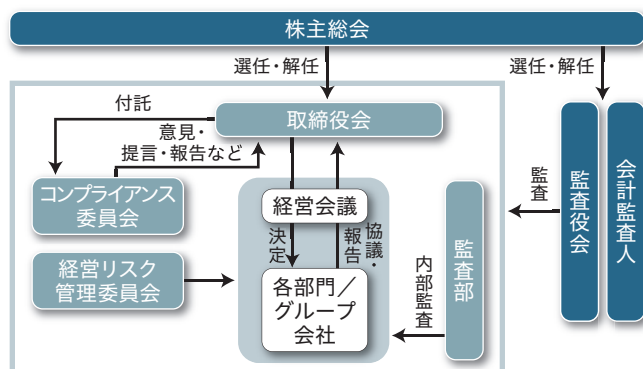 株主総会
選任・解任
選任・解任
付託
取締役会
意見・
提言・報告など
コンプライアンス
委員会
経営会議
決定
協議・
報告
経営リスク
管理委員会
各部門／
グループ
会社
内部監査
監査部
監査
監査役会
会計監査人